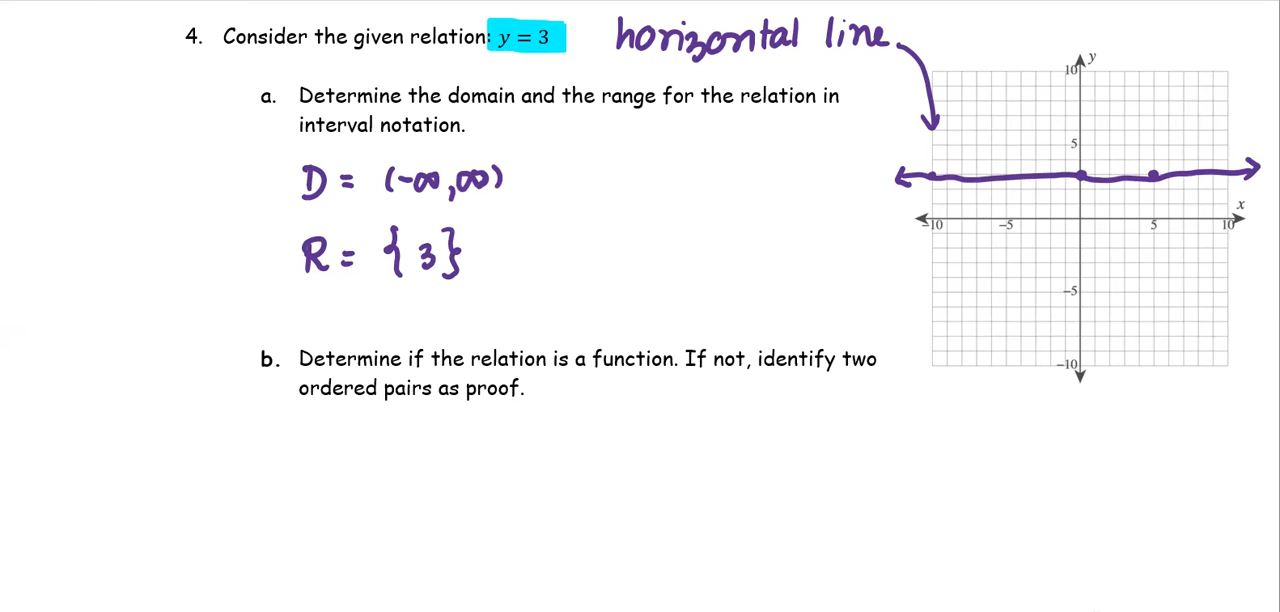 4. Consider the given relation: y = 3
horizontal line
a. Determine the domain and the range for the relation in
interval notation.
D = (-∞,∞)
R = {3}
b. Determine if the relation is a function. If not, identify two
ordered pairs as proof.
y
10
5
x
−10 −5 5 10
−5
−10